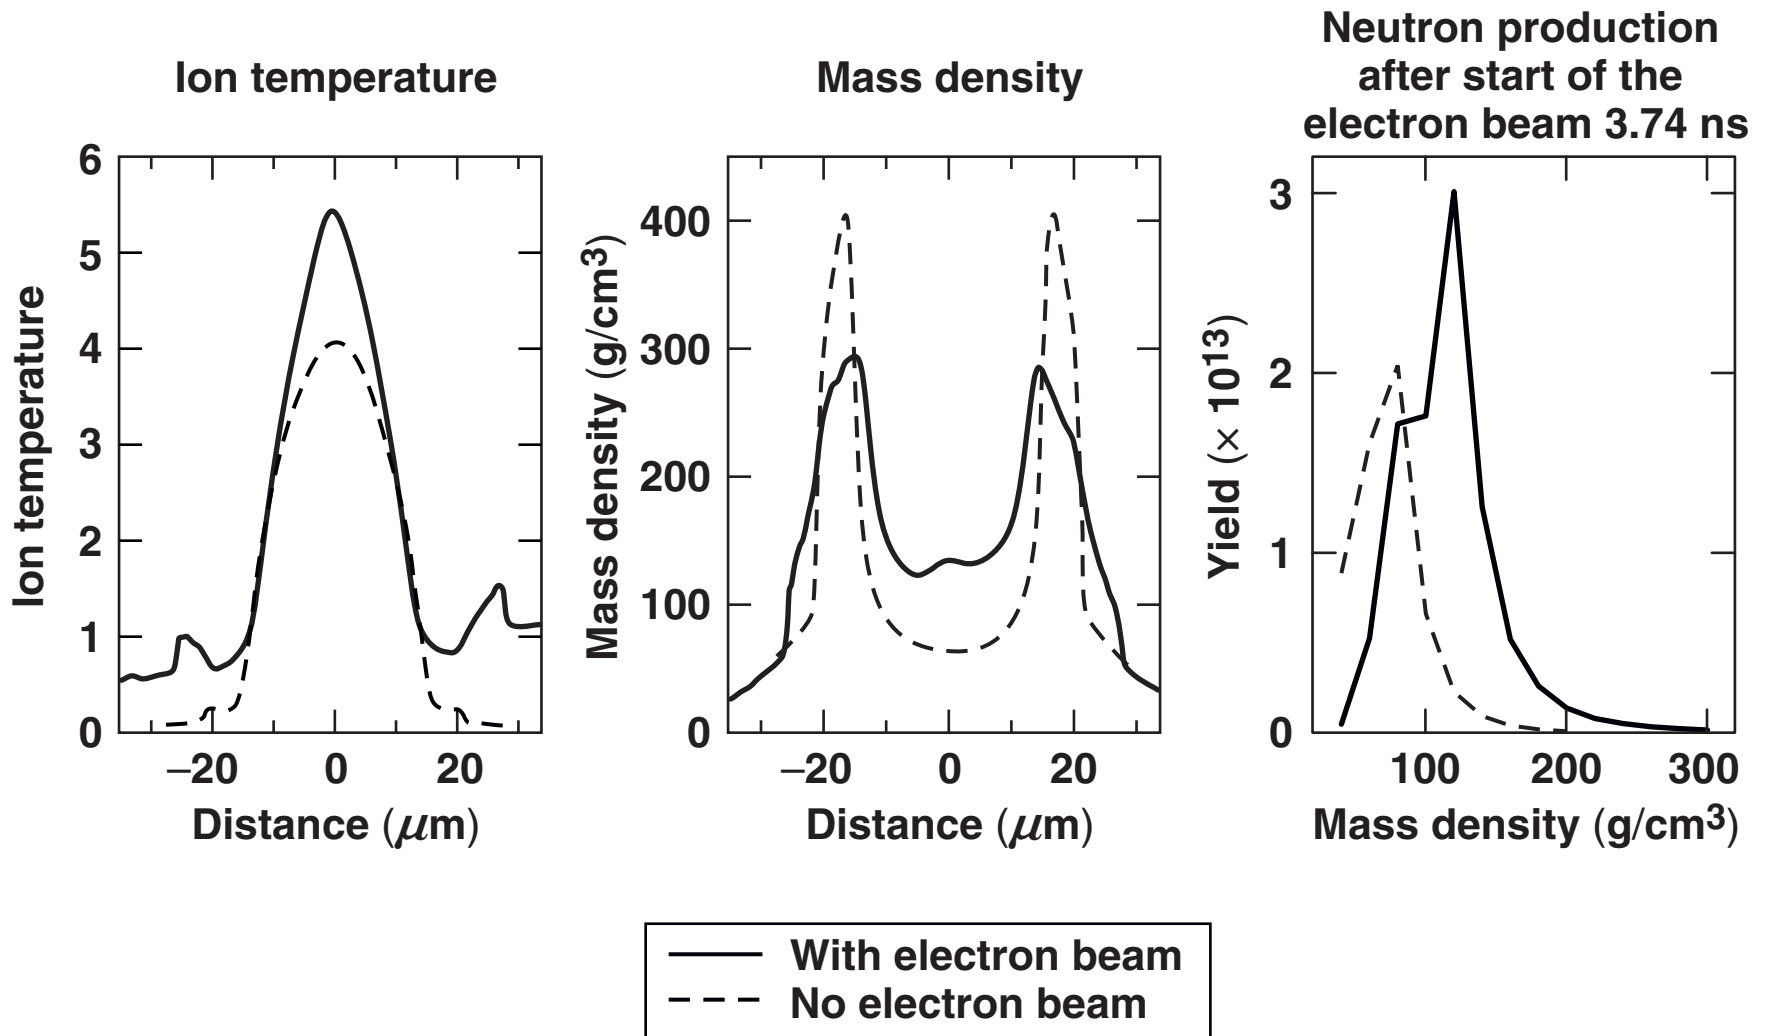 Ion temperature
6
5
4
3
2
1
0
Ion temperature
–20 0 20
Distance (μm)
Mass density
400
300
200
100
0
Mass density (g/cm³)
–20 0 20
Distance (μm)
Neutron production
after start of the
electron beam 3.74 ns
3
2
1
0
Yield (× 10¹³)
100 200 300
Mass density (g/cm³)
With electron beam
No electron beam